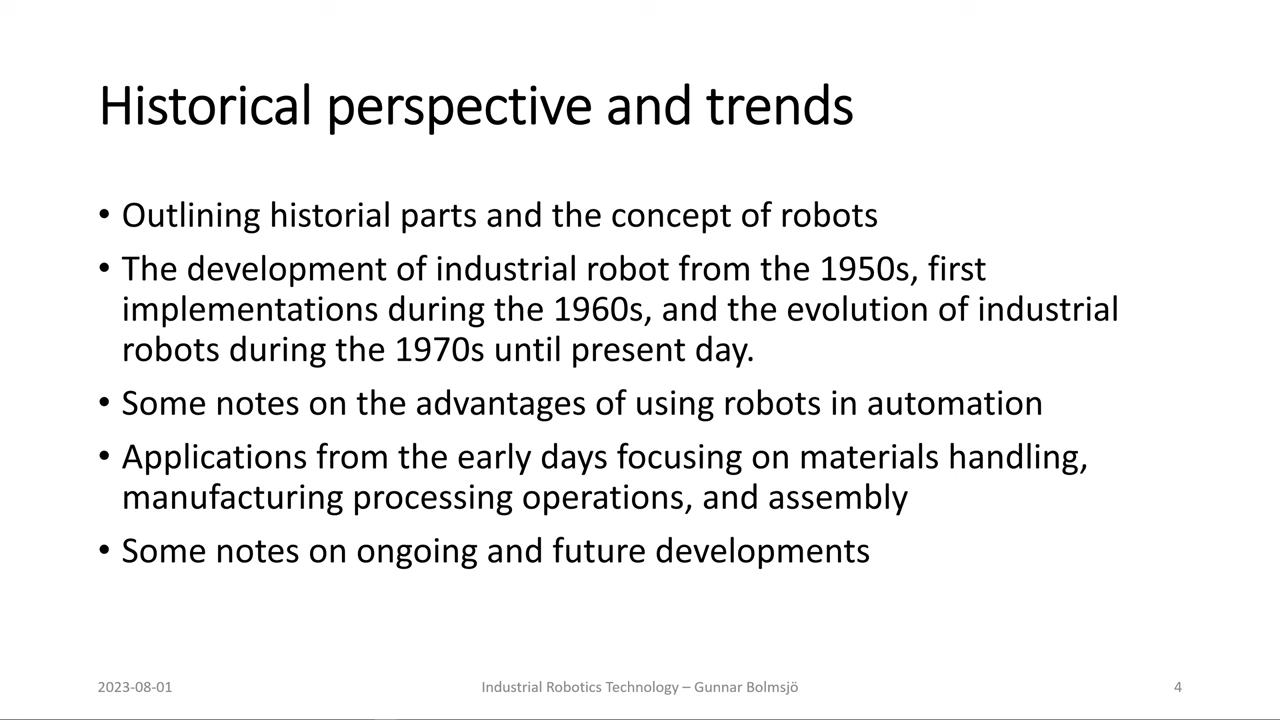 Historical perspective and trends
• Outlining historial parts and the concept of robots
• The development of industrial robot from the 1950s, first
implementations during the 1960s, and the evolution of industrial
robots during the 1970s until present day.
• Some notes on the advantages of using robots in automation
• Applications from the early days focusing on materials handling,
manufacturing processing operations, and assembly
• Some notes on ongoing and future developments
2023-08-01
Industrial Robotics Technology – Gunnar Bolmsjö
4